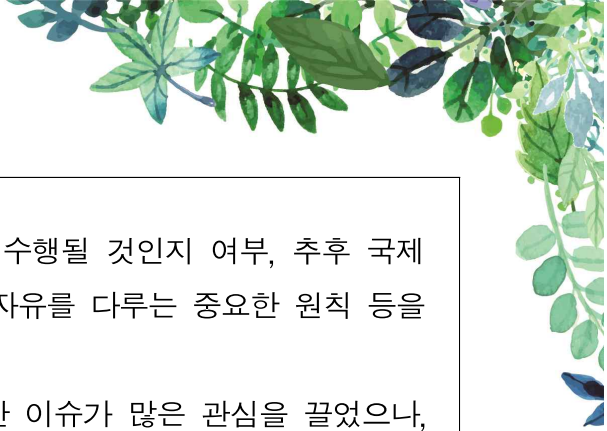 수행될 것인지 여부, 추후 국제
자유를 다루는 중요한 원칙 등을
이슈가 많은 관심을 끌었으나,